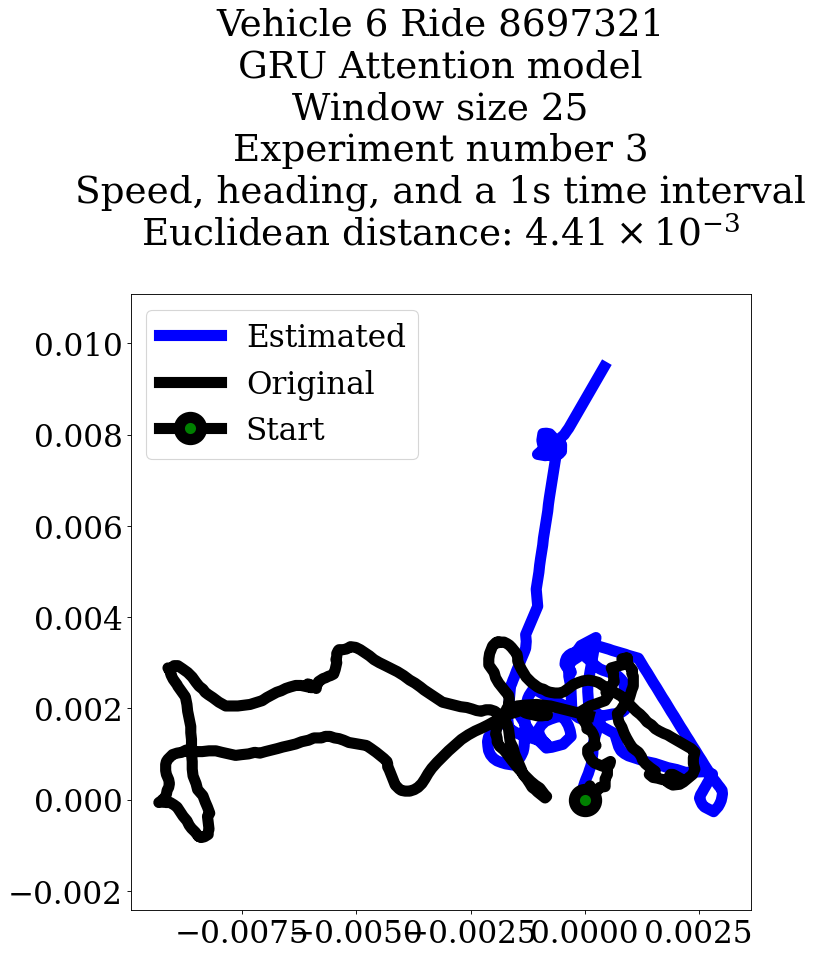 Vehicle 6 Ride 8697321
GRU Attention model
Window size 25
Experiment number 3
Speed, heading, and a 1s time interval
Euclidean distance: 4.41 × 10⁻³
Estimated
Original
Start
0.010
0.008
0.006
0.004
0.002
0.000
−0.002
−0.0075 −0.0050 −0.0025 0.0000 0.0025